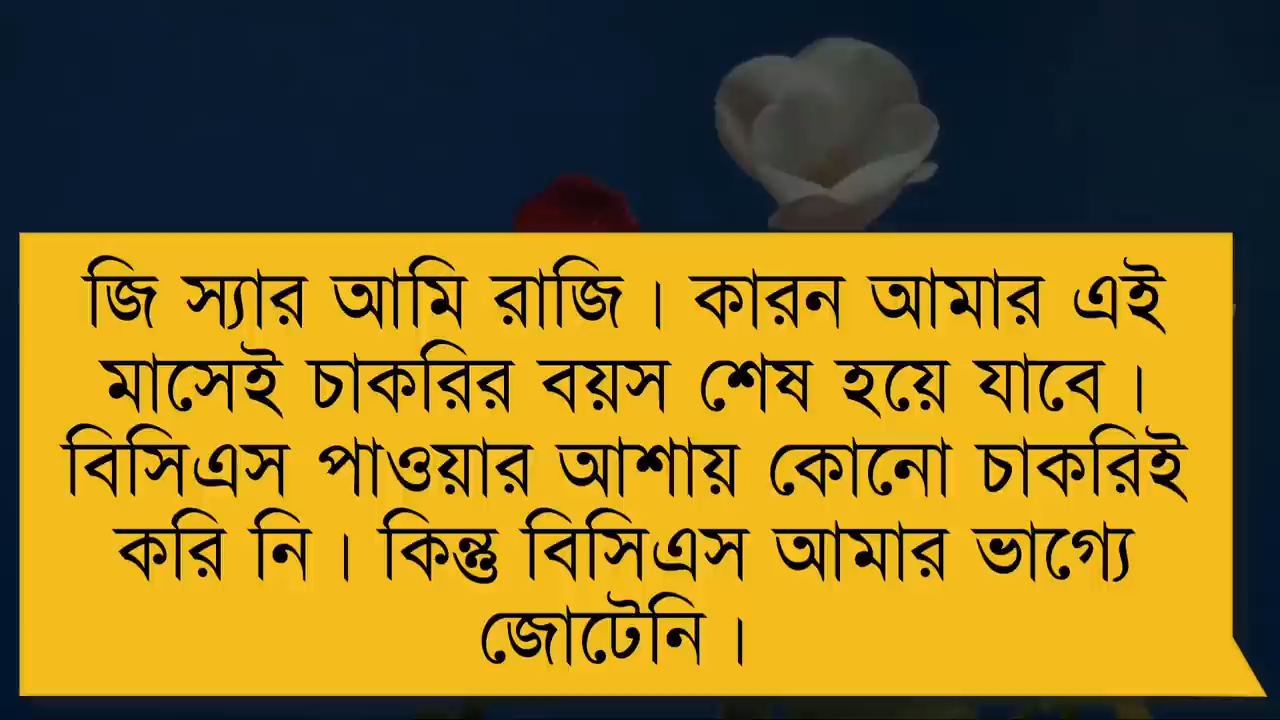 জি স্যার আমি রাজি। কারন আমার এই
মাসেই চাকরির বয়স শেষ হয়ে যাবে।
বিসিএস পাওয়ার আশায় কোনো চাকরিই
করি নি। কিন্তু বিসিএস আমার ভাগ্যে
জোটেনি।